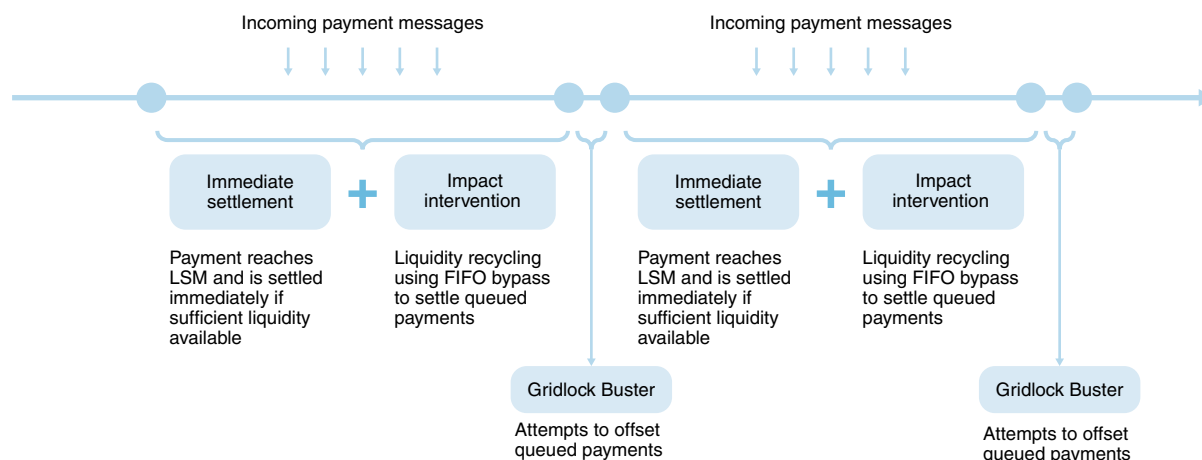 Incoming payment messages
Incoming payment messages
Immediate
settlement
Impact
intervention
Immediate
settlement
Impact
intervention
Payment reaches
LSM and is settled
immediately if
sufficient liquidity
available
Liquidity recycling
using FIFO bypass
to settle queued
payments
Payment reaches
LSM and is settled
immediately if
sufficient liquidity
available
Liquidity recycling
using FIFO bypass
to settle queued
payments
Gridlock Buster
Attempts to offset
queued payments
Gridlock Buster
Attempts to offset
queued payments